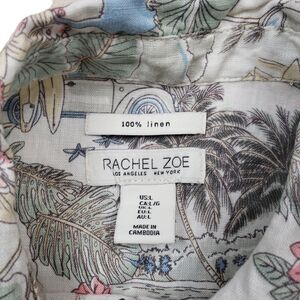 100% linen
RACHEL ZOE
LOS ANGELES NEW YORK
US:L
CA:L/G
UK:L
EU:L
AU:L
MADE IN
CAMBODIA